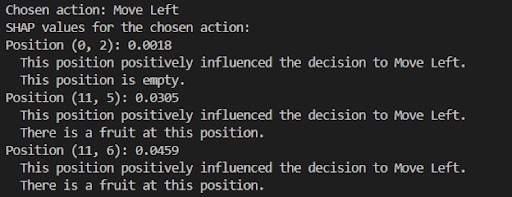 Chosen action: Move Left
SHAP values for the chosen action:
Position (0, 2): 0.0018
This position positively influenced the decision to Move Left.
This position is empty.
Position (11, 5): 0.0305
This position positively influenced the decision to Move Left.
There is a fruit at this position.
Position (11, 6): 0.0459
This position positively influenced the decision to Move Left.
There is a fruit at this position.